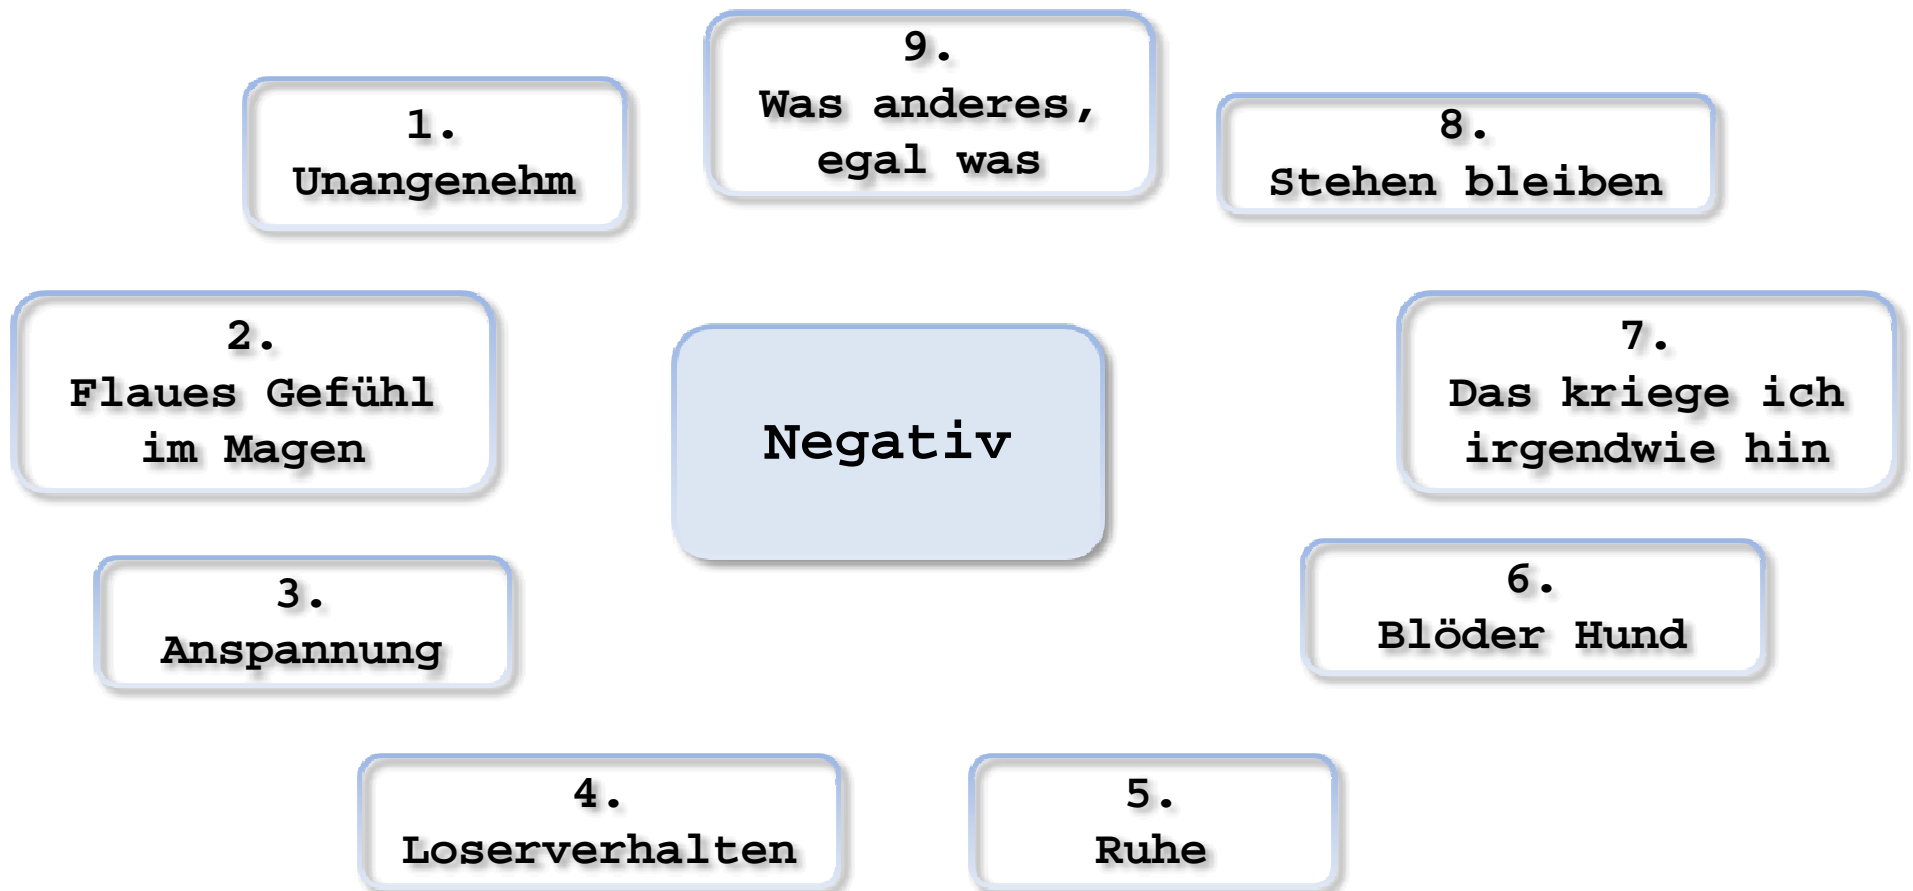 9.
Was anderes,
egal was
1.
Unangenehm
8.
Stehen bleiben
2.
Flaues Gefühl
im Magen
Negativ
7.
Das kriege ich
irgendwie hin
3.
Anspannung
6.
Blöder Hund
4.
Loserverhalten
5.
Ruhe